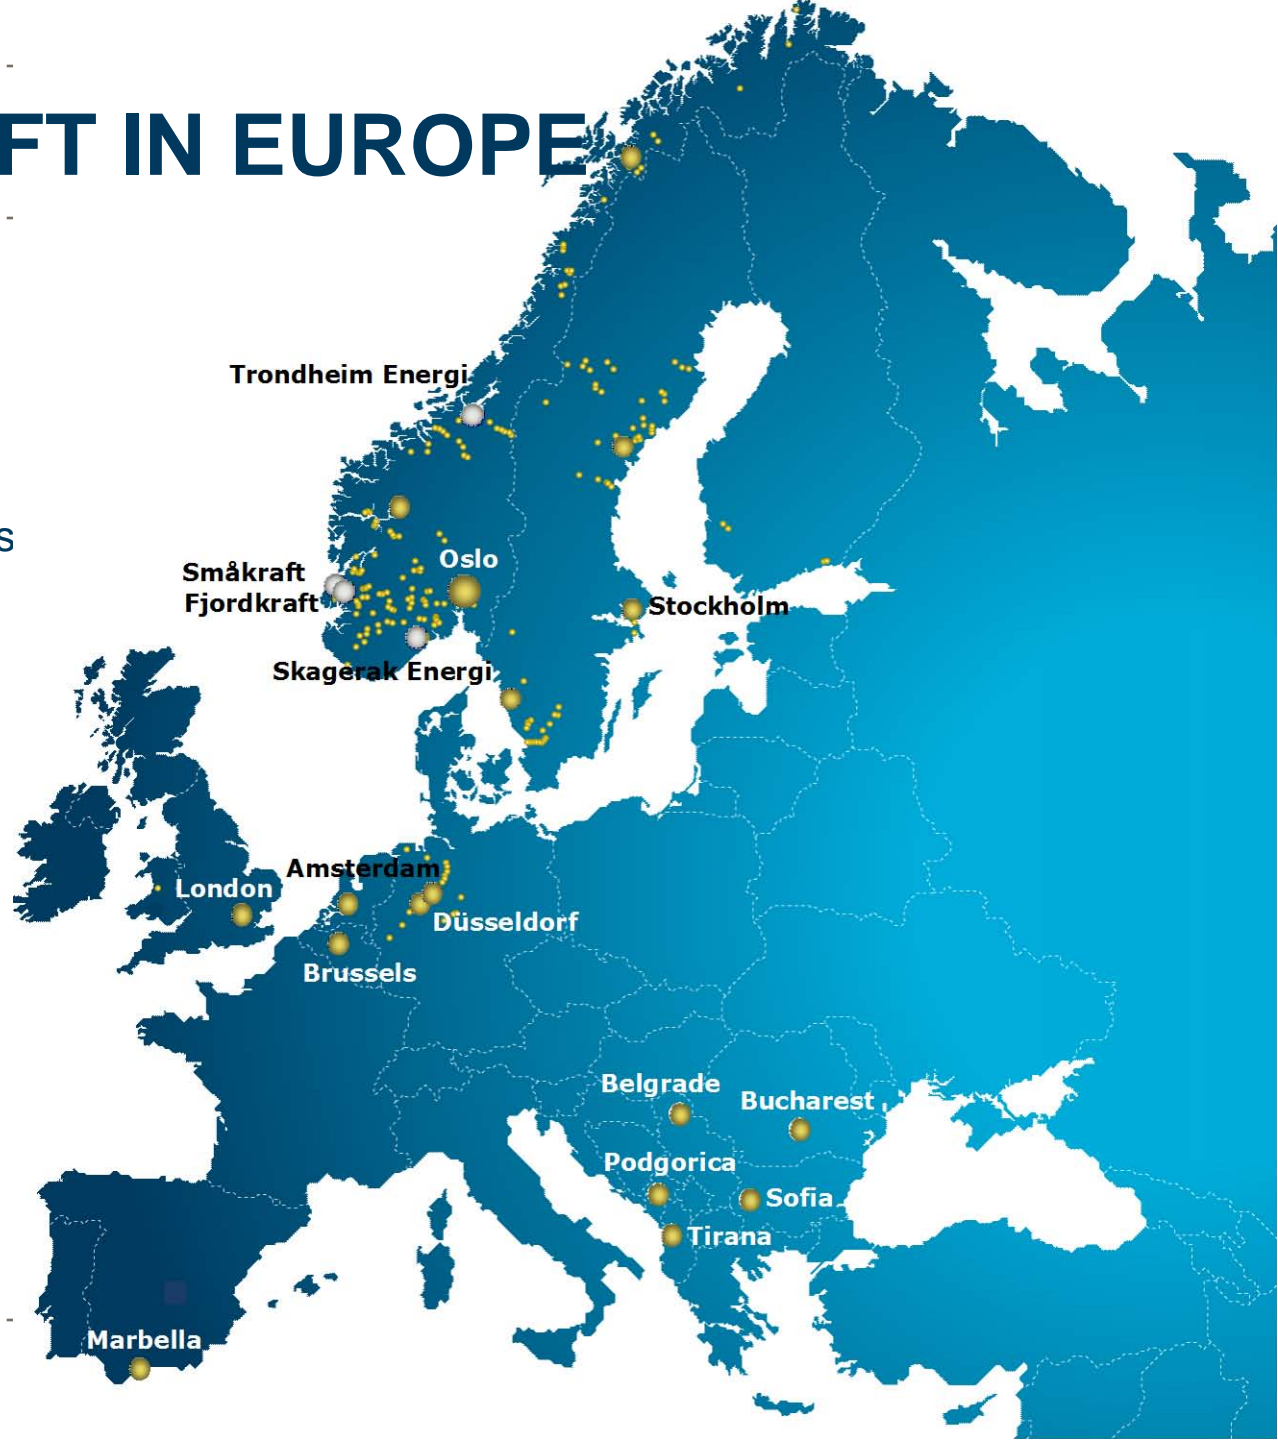 FT IN EUROPE
Trondheim Energi
s
Oslo
Småkraft
Fjordkraft
Stockholm
Skagerak Energi
Amsterdam
London
Düsseldorf
Brussels
Belgrade
Bucharest
Podgorica
Sofia
Tirana
Marbella